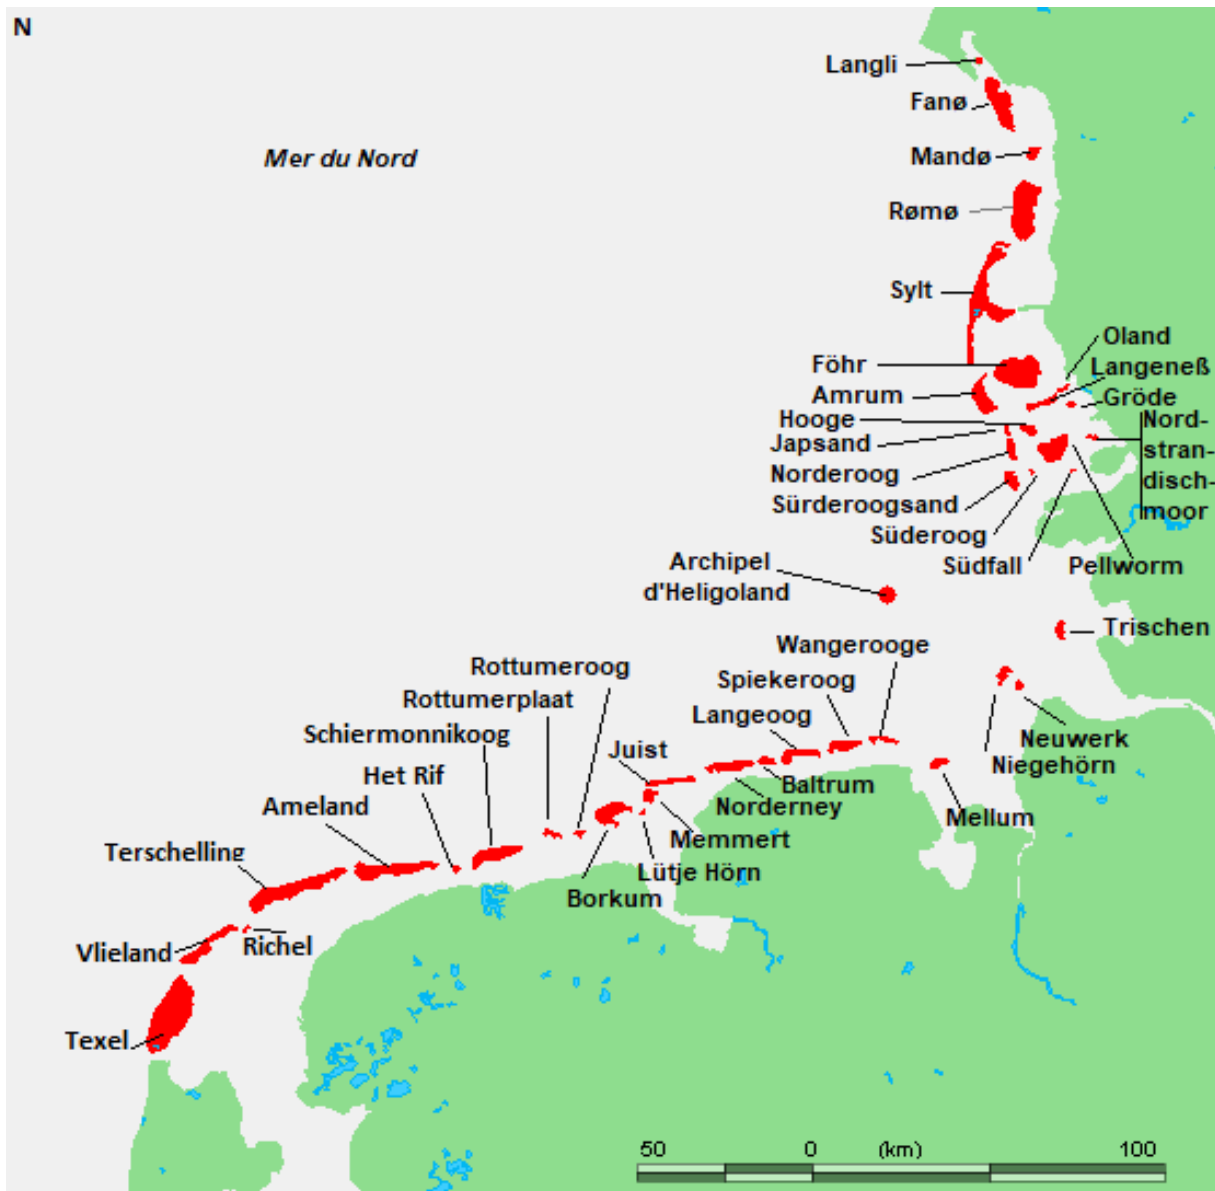 N
Langli
Fanø
Mer du Nord
Mandø
Rømø
Sylt
Oland
Föhr
Langeneß
Amrum
Gröde
Hooge
Nord-
Japsand
stran-
Norderoog
disch-
Sürderoogsand
moor
Süderoog
Südfall
Pellworm
Archipel
d'Heligoland
Trischen
Wangerooge
Rottumeroog
Spiekeroog
Rottumerplaat
Langeoog
Schiermonnikoog
Neuwerk
Juist
Niegehörn
Het Rif
Baltrum
Ameland
Norderney
Mellum
Memmert
Terschelling
Lütje Hörn
Borkum
Richel
Vlieland
Texel
50 0 (km) 100